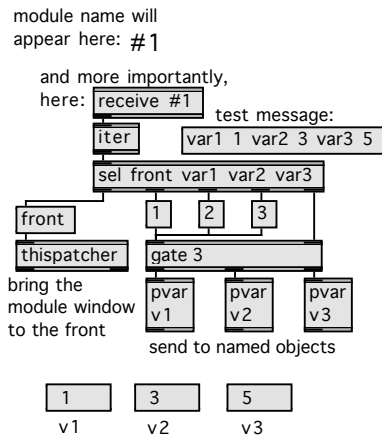 module name will
appear here: #1
and more importantly,
here: receive #1
test message:
iter
var1 1 var2 3 var3 5
sel front var1 var2 var3
front
1 2 3
thispatcher
gate 3
bring the
module window
to the front
pvar v1
pvar v2
pvar v3
send to named objects
1 3 5
v1 v2 v3